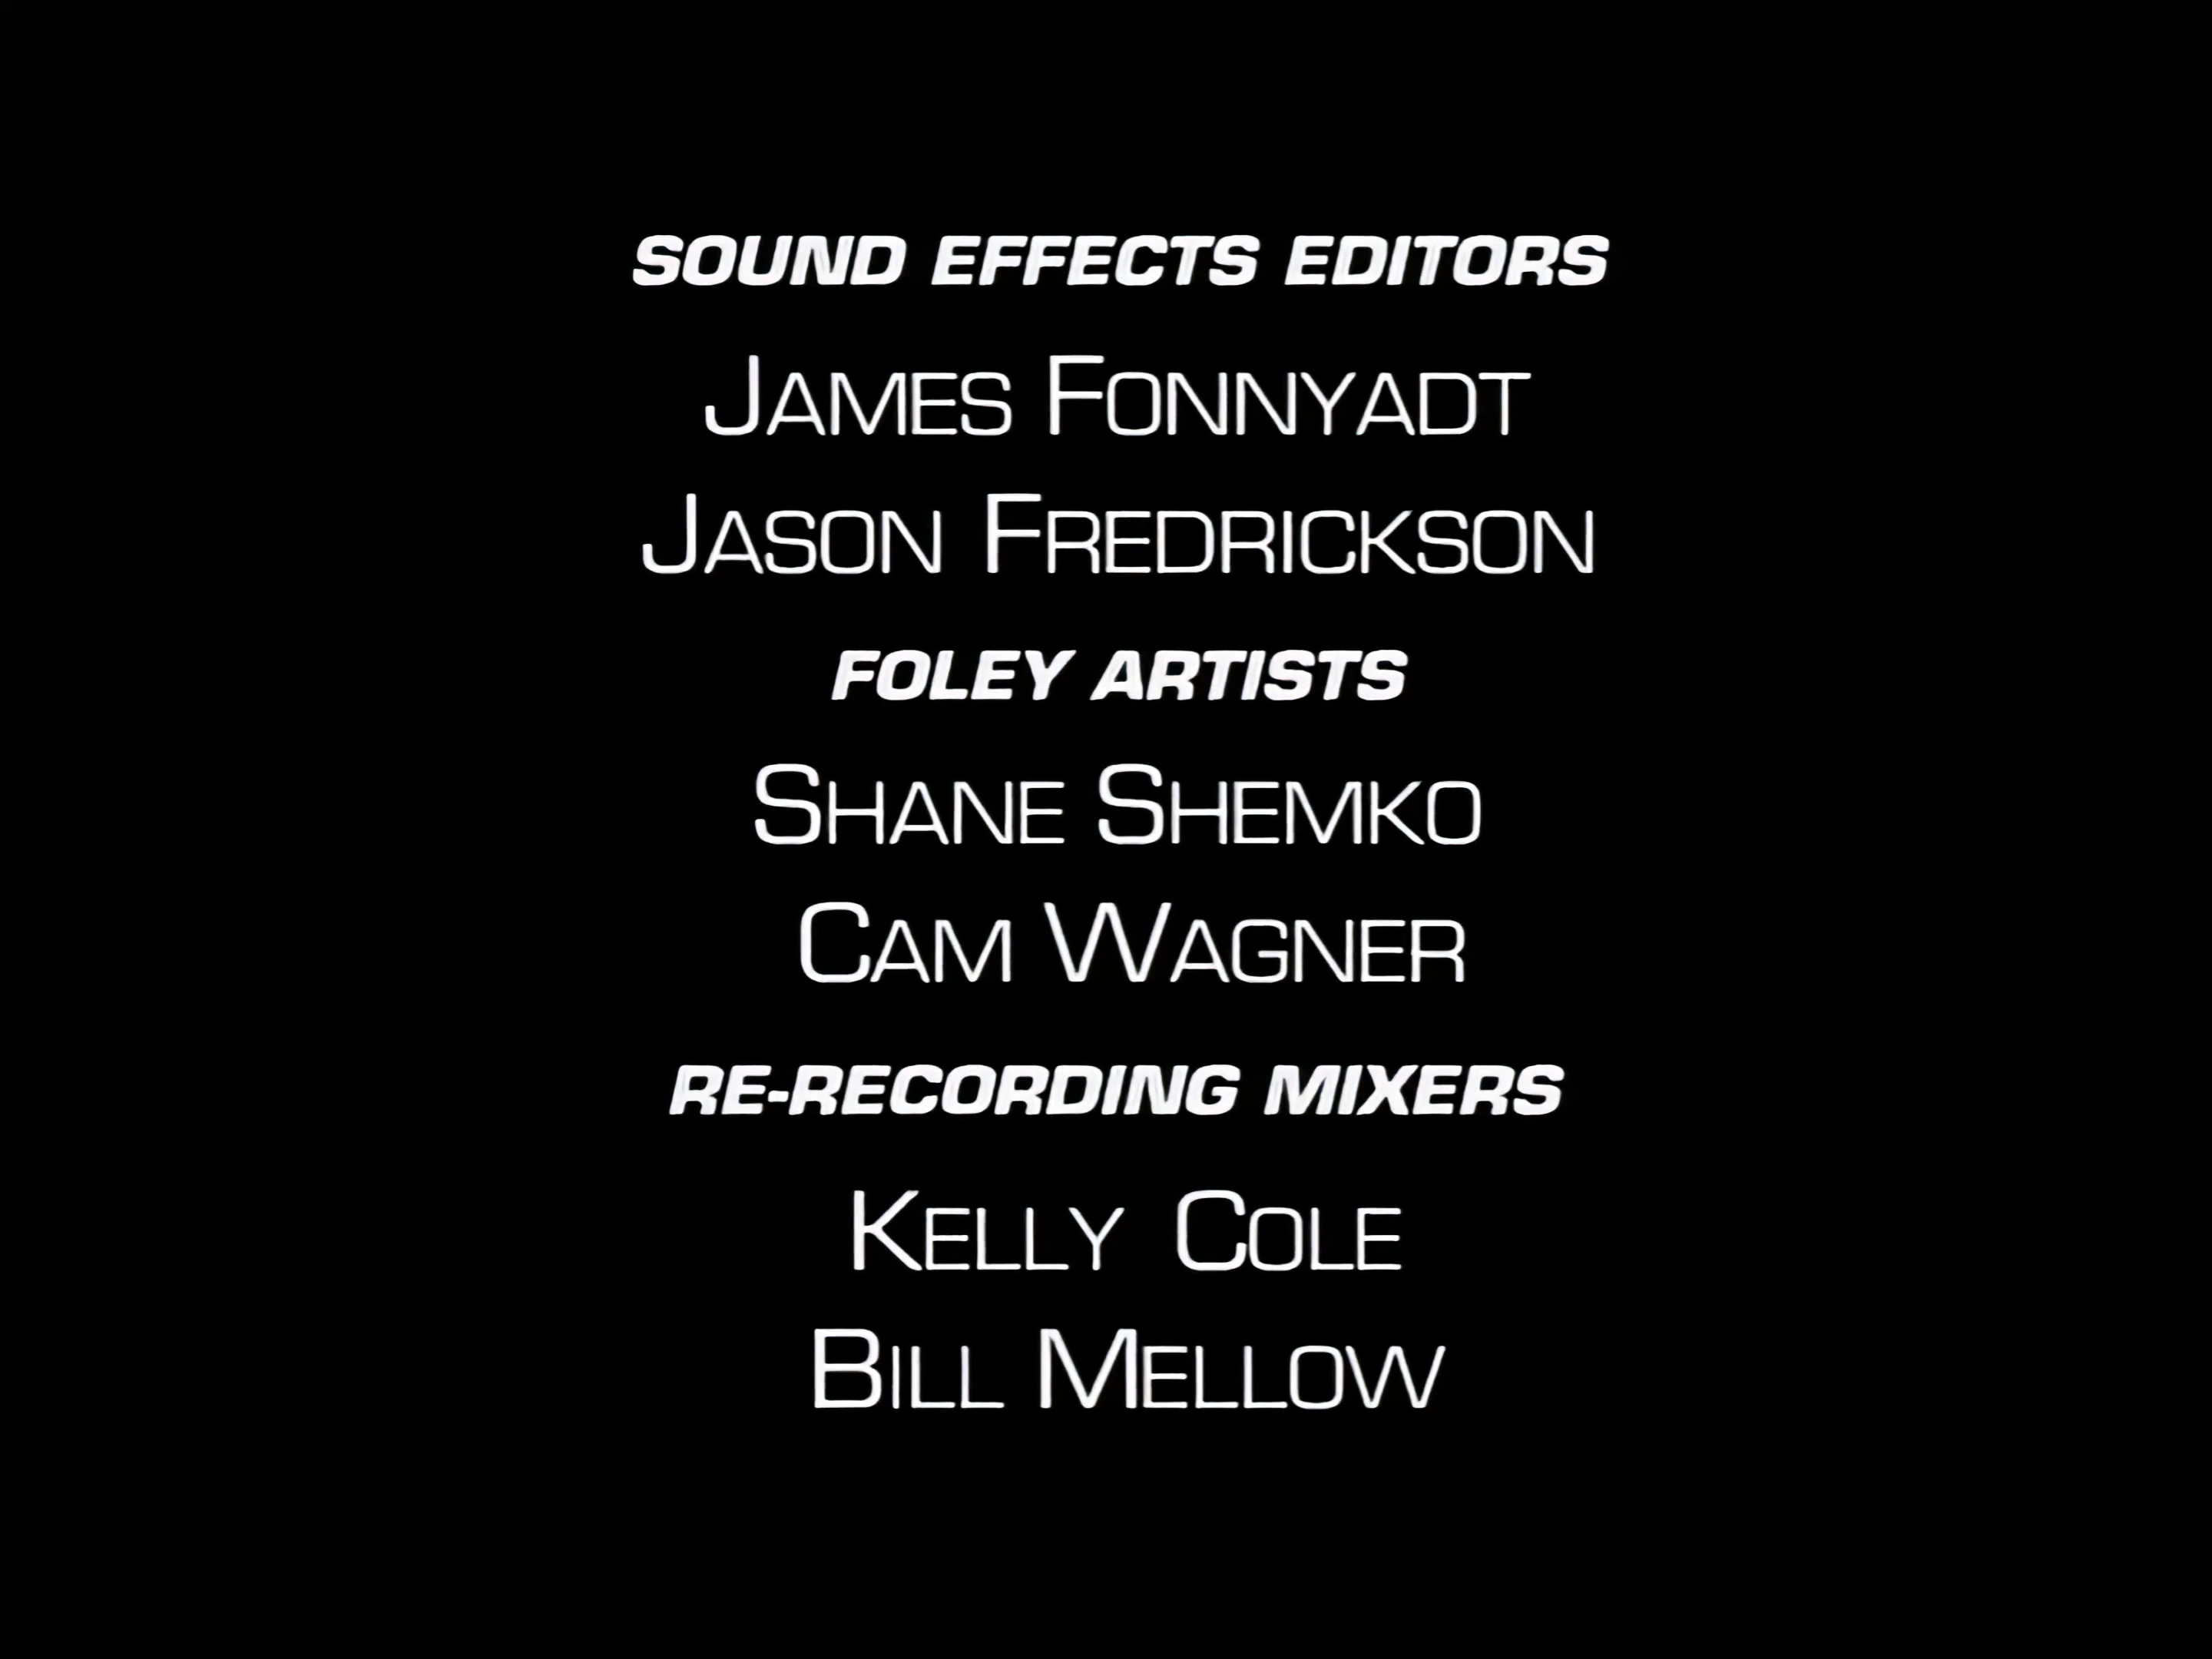 SOUND EFFECTS EDITORS
JAMES FONNYADT
JASON FREDRICKSON
FOLEY ARTISTS
SHANE SHEMKO
CAM WAGNER
RE-RECORDING MIXERS
KELLY COLE
BILL MELLOW